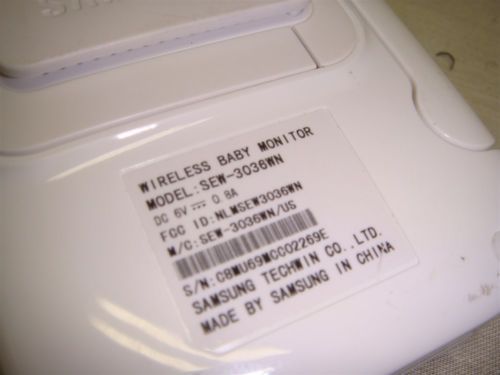 WIRELESS BABY MONITOR
MODEL: SEW-3036WN
DC 6V ⎓ 0.8A
FCC ID: NLMSEW3036WN
M/C: SEW-3036WN/US
S/N: C8MU69MCC02269E
SAMSUNG TECHWIN CO., LTD.
MADE BY SAMSUNG IN CHINA